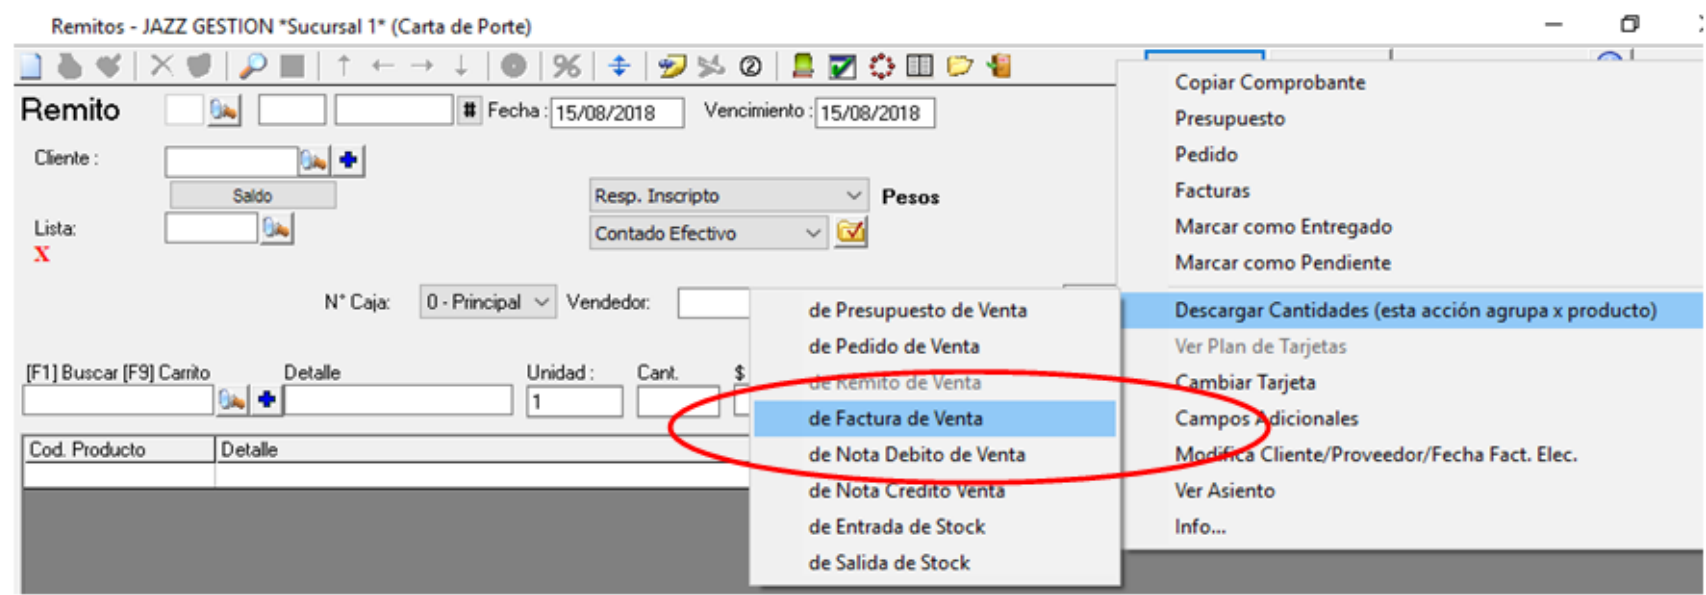 Remitos - JAZZ GESTION *Sucursal 1* (Carta de Porte)
Remito # Fecha : 15/08/2018 Vencimiento : 15/08/2018
Cliente :
Saldo
Resp. Inscripto Pesos
Lista:
Contado Efectivo
X
N° Caja: 0 - Principal Vendedor:
[F1] Buscar [F9] Carrito Detalle Unidad : Cant. $
1
Cod. Producto Detalle
de Presupuesto de Venta
de Pedido de Venta
de Remito de Venta
de Factura de Venta
de Nota Debito de Venta
de Nota Credito Venta
de Entrada de Stock
de Salida de Stock
Copiar Comprobante
Presupuesto
Pedido
Facturas
Marcar como Entregado
Marcar como Pendiente
Descargar Cantidades (esta acción agrupa x producto)
Ver Plan de Tarjetas
Cambiar Tarjeta
Campos Adicionales
Modifica Cliente/Proveedor/Fecha Fact. Elec.
Ver Asiento
Info...